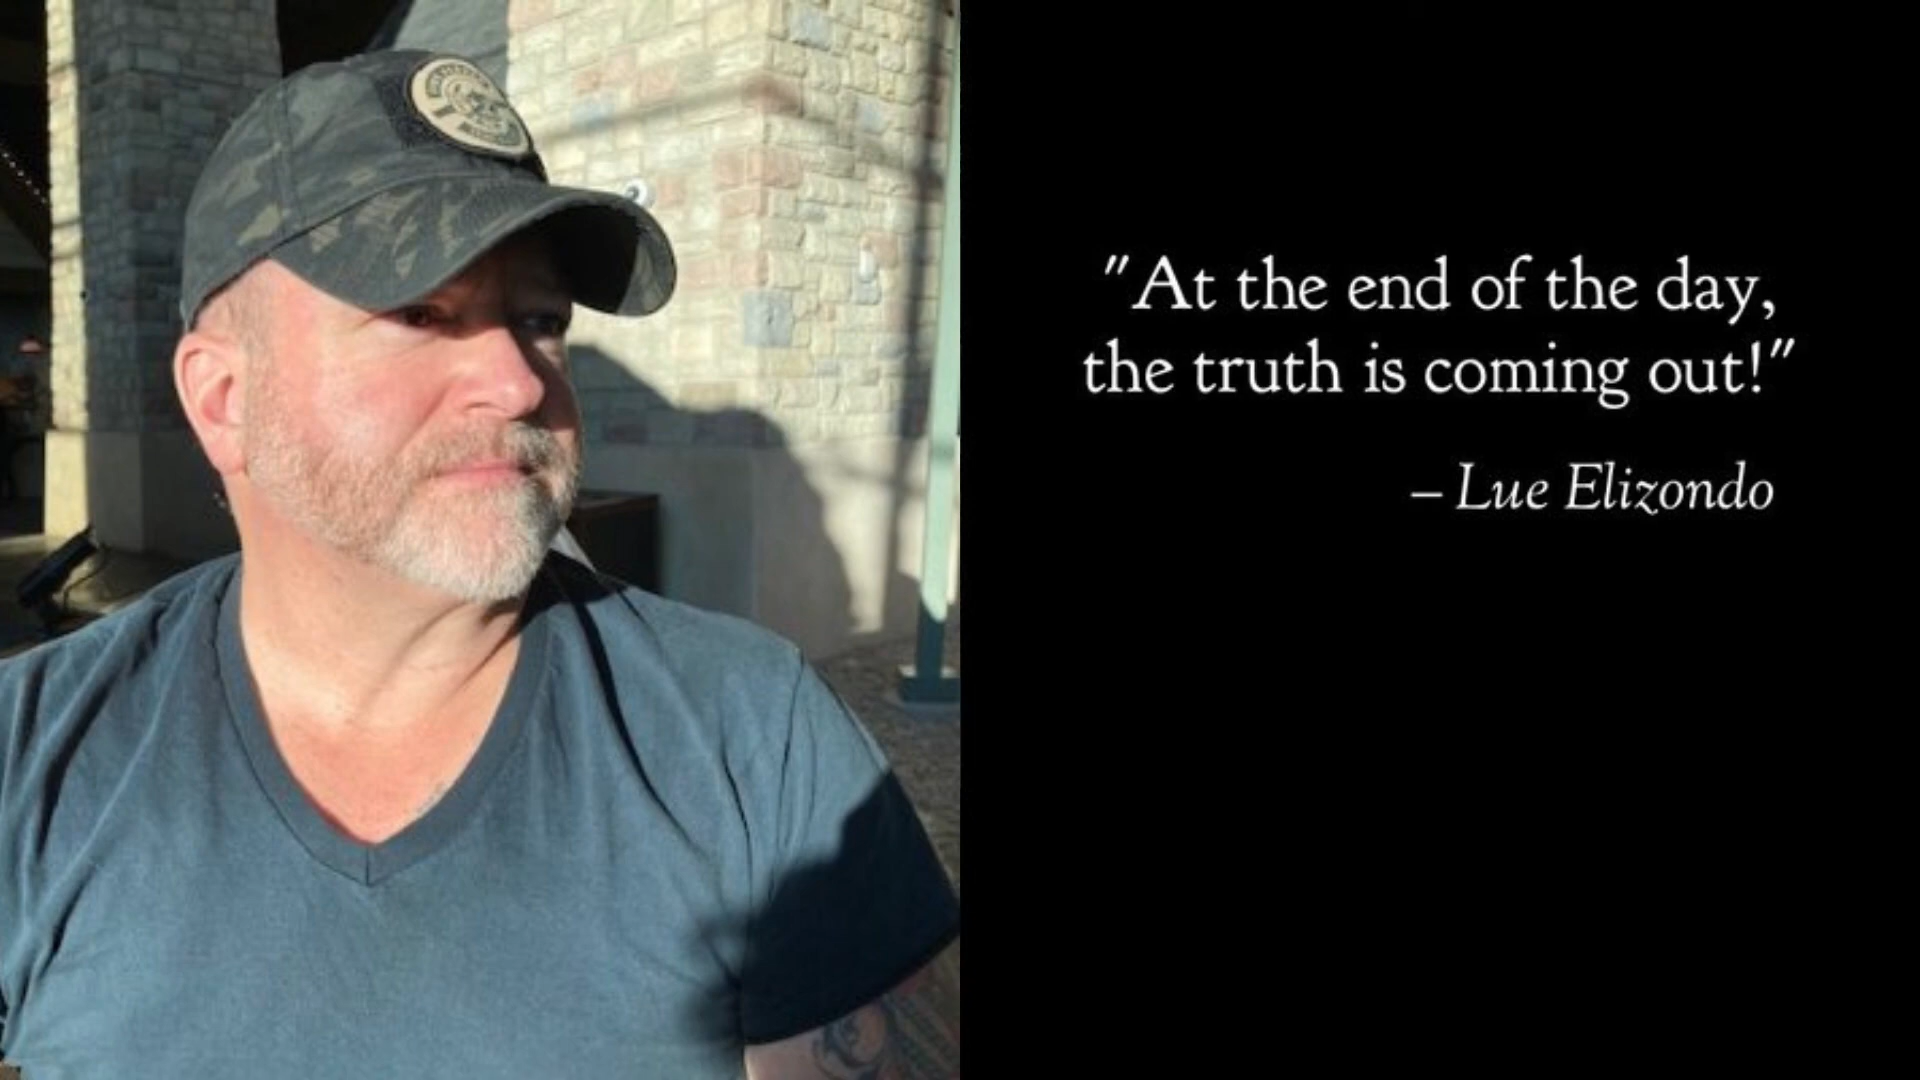 "At the end of the day,
the truth is coming out!"
– Lue Elizondo